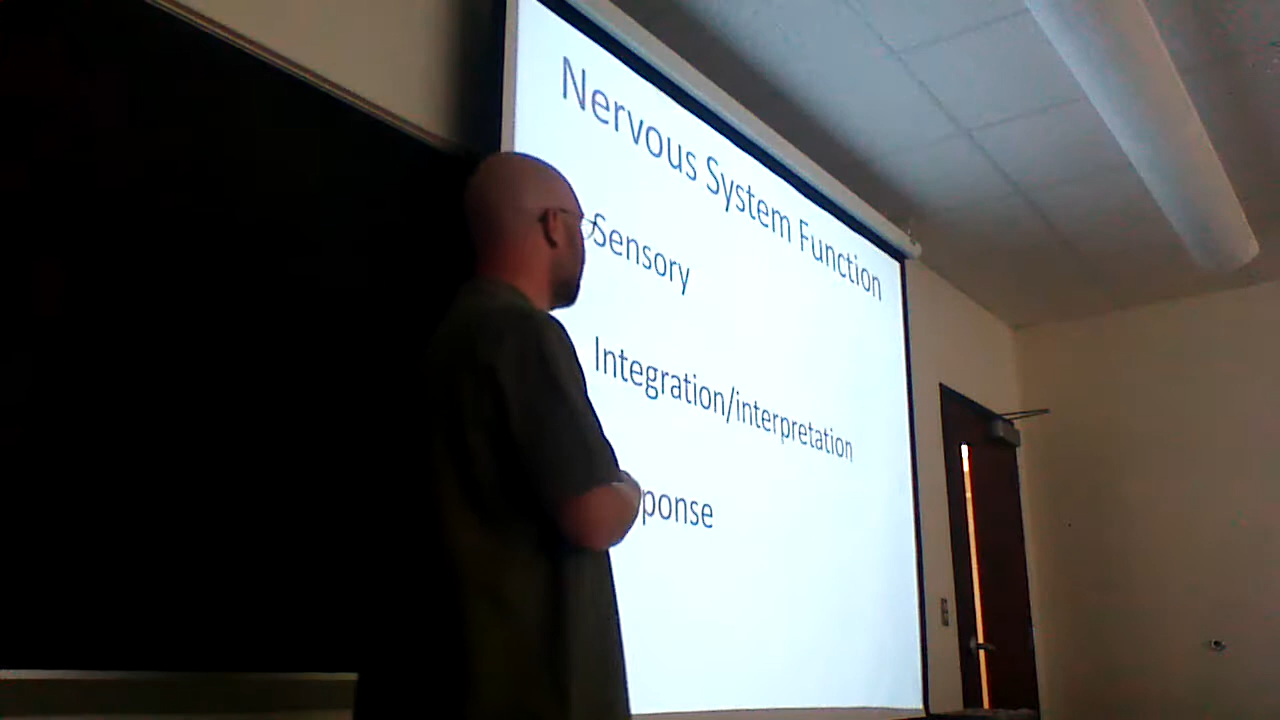 Nervous System Function
Sensory
Integration/interpretation
ponse